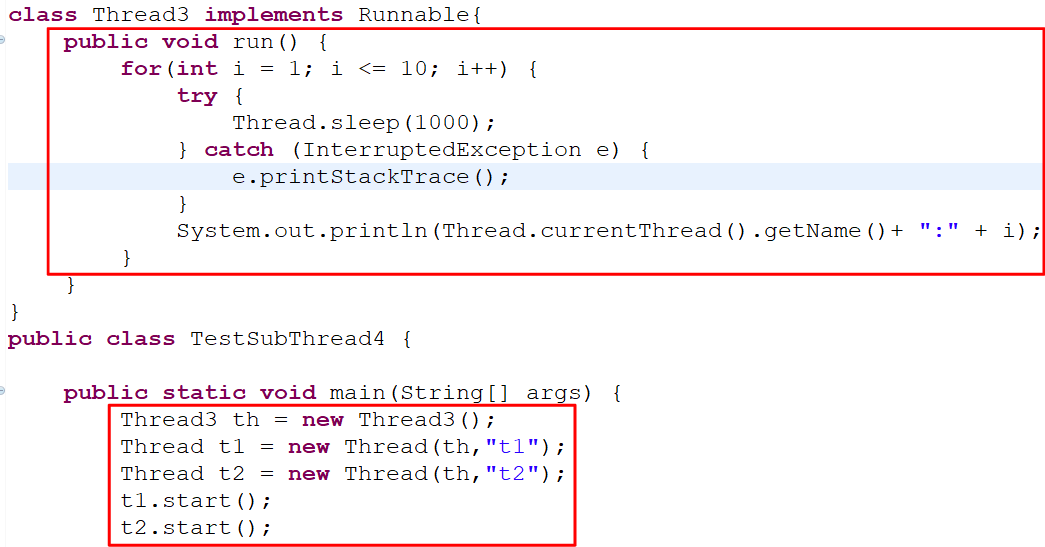 class Thread3 implements Runnable{
    public void run() {
        for(int i = 1; i <= 10; i++) {
            try {
                Thread.sleep(1000);
            } catch (InterruptedException e) {
                e.printStackTrace();
            }
            System.out.println(Thread.currentThread().getName()+ ":" + i);
        }
    }
}
public class TestSubThread4 {
    public static void main(String[] args) {
        Thread3 th = new Thread3();
        Thread t1 = new Thread(th,"t1");
        Thread t2 = new Thread(th,"t2");
        t1.start();
        t2.start();